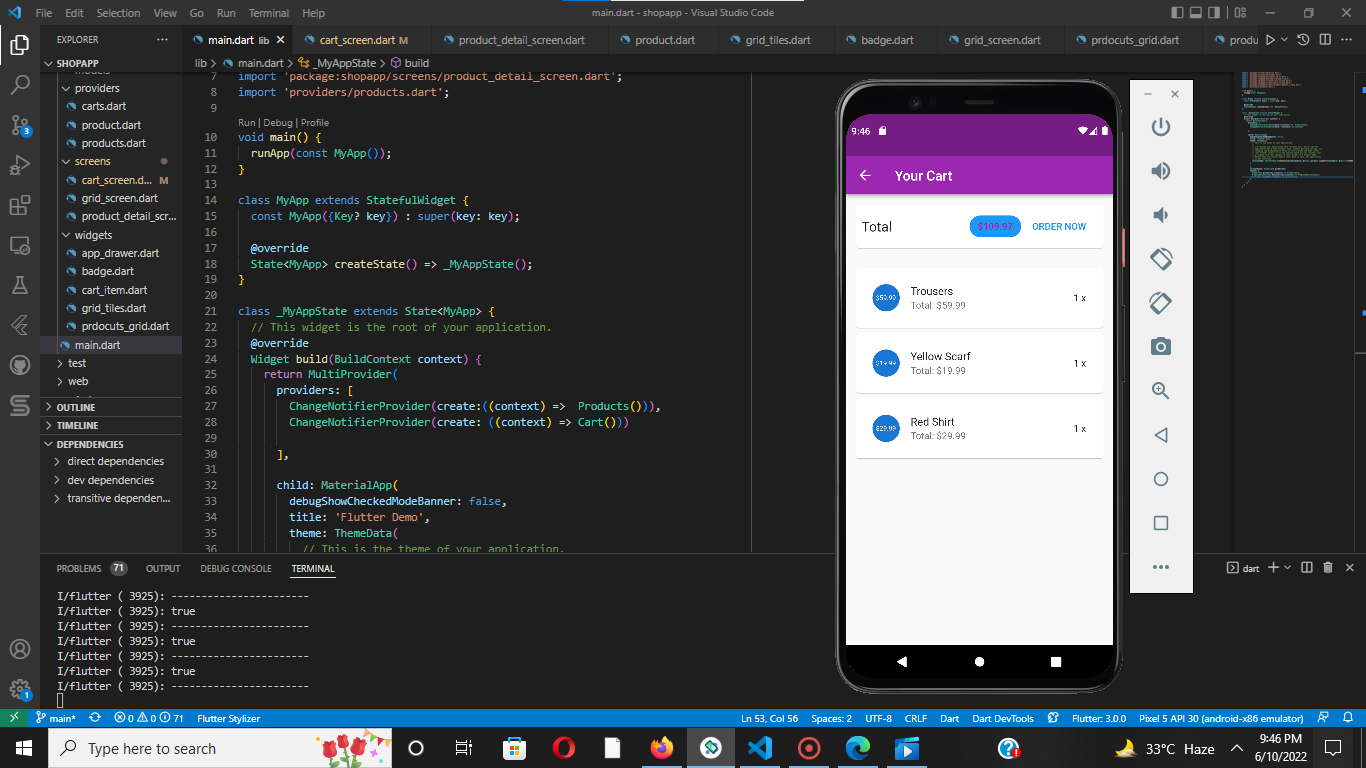 File Edit Selection View Go Run Terminal Help
main.dart - shopapp - Visual Studio Code
EXPLORER
main.dart lib
cart_screen.dart M
product_detail_screen.dart
product.dart
grid_tiles.dart
badge.dart
grid_screen.dart
prdocuts_grid.dart
produ
SHOPAPP
lib > main.dart > _MyAppState > build
models
providers
carts.dart
product.dart
products.dart
screens
cart_screen.d... M
grid_screen.dart
product_detail_scr...
widgets
app_drawer.dart
badge.dart
cart_item.dart
grid_tiles.dart
prdocuts_grid.dart
main.dart
test
web
OUTLINE
TIMELINE
DEPENDENCIES
direct dependencies
dev dependencies
transitive dependen...
3
1
7 import 'package:shopapp/screens/product_detail_screen.dart';
8 import 'providers/products.dart';
9
Run | Debug | Profile
10 void main() {
11 runApp(const MyApp());
12 }
13
14 class MyApp extends StatefulWidget {
15 const MyApp({Key? key}) : super(key: key);
16
17 @override
18 State<MyApp> createState() => _MyAppState();
19 }
20
21 class _MyAppState extends State<MyApp> {
22 // This widget is the root of your application.
23 @override
24 Widget build(BuildContext context) {
25 return MultiProvider(
26 providers: [
27 ChangeNotifierProvider(create:((context) => Products())),
28 ChangeNotifierProvider(create: ((context) => Cart()))
29
30 ],
31
32 child: MaterialApp(
33 debugShowCheckedModeBanner: false,
34 title: 'Flutter Demo',
35 theme: ThemeData(
36 // This is the theme of your application.
9:46
Your Cart
Total $109.97 ORDER NOW
$59.99 Trousers 1 x
Total: $59.99
$19.99 Yellow Scarf 1 x
Total: $19.99
$29.99 Red Shirt 1 x
Total: $29.99
PROBLEMS 71 OUTPUT DEBUG CONSOLE TERMINAL
dart
I/flutter ( 3925): -----------------------
I/flutter ( 3925): true
I/flutter ( 3925): -----------------------
I/flutter ( 3925): true
I/flutter ( 3925): -----------------------
I/flutter ( 3925): true
I/flutter ( 3925): -----------------------
main* 0 0 71 Flutter Stylizer
Ln 53, Col 56 Spaces: 2 UTF-8 CRLF Dart Dart DevTools Flutter: 3.0.0 Pixel 5 API 30 (android-x86 emulator)
Type here to search
33°C Haze
9:46 PM
6/10/2022